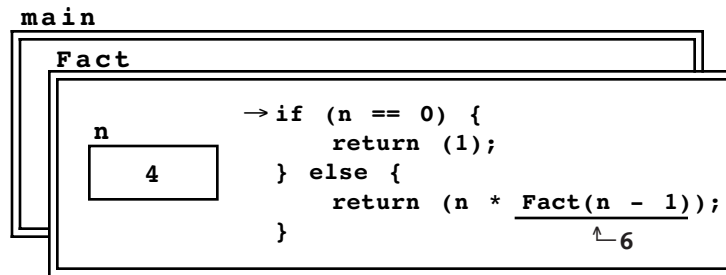 main
Fact
n
4
→ if (n == 0) {
return (1);
} else {
return (n * Fact(n - 1));
}
6